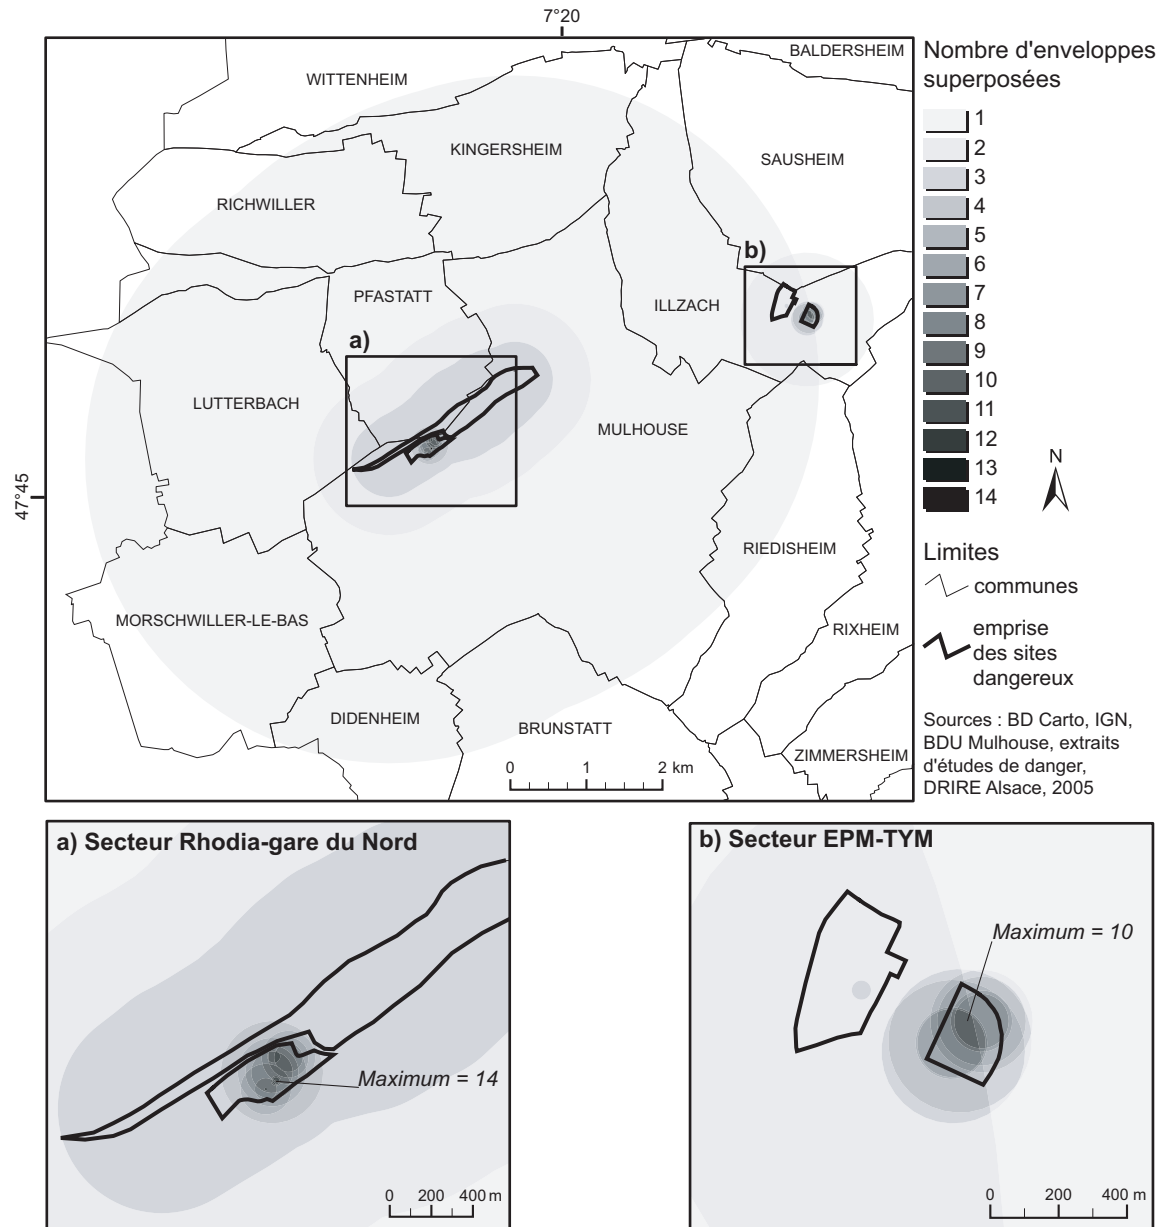 7°20
BALDERSHEIM
WITTENHEIM
KINGERSHEIM
SAUSHEIM
RICHWILLER
b)
PFASTATT
ILLZACH
a)
LUTTERBACH
MULHOUSE
47°45
RIEDISHEIM
MORSCHWILLER-LE-BAS
RIXHEIM
DIDENHEIM
BRUNSTATT
ZIMMERSHEIM
0 1 2 km
Nombre d'enveloppes
superposées
1
2
3
4
5
6
7
8
9
10
11
12
13
14
N
Limites
communes
emprise
des sites
dangereux
Sources : BD Carto, IGN,
BDU Mulhouse, extraits
d'études de danger,
DRIRE Alsace, 2005
a) Secteur Rhodia-gare du Nord
Maximum = 14
0 200 400 m
b) Secteur EPM-TYM
Maximum = 10
0 200 400 m